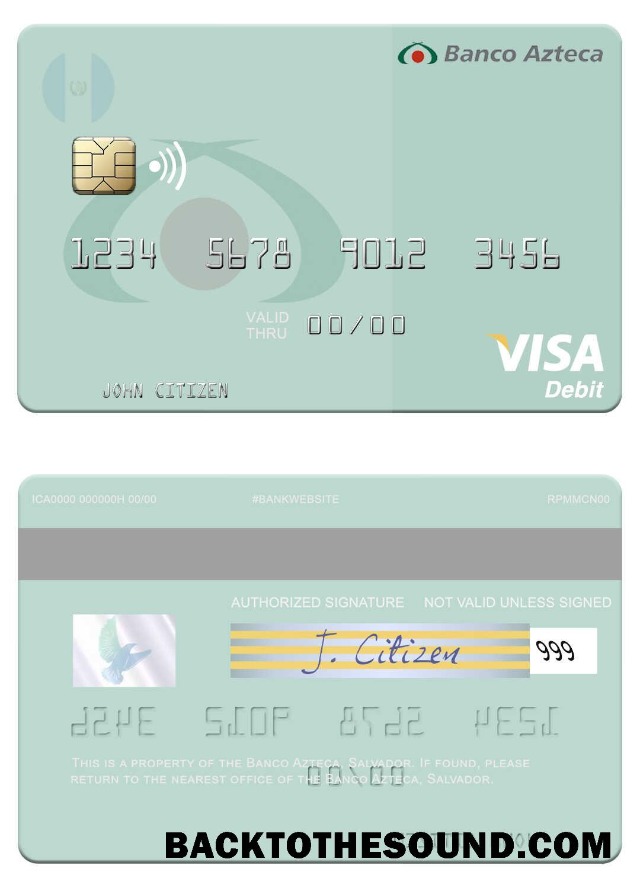 Banco Azteca
1234 5678 9012 3456
VALID
THRU 00/00
VISA
Debit
JOHN CITIZEN
ICA0000 000000H 00/00 #BANKWEBSITE RPMMCN00
AUTHORIZED SIGNATURE NOT VALID UNLESS SIGNED
J. Citizen 999
THIS IS A PROPERTY OF THE BANCO AZTECA, SALVADOR. IF FOUND, PLEASE
RETURN TO THE NEAREST OFFICE OF THE BANCO AZTECA, SALVADOR.
BACKTOTHESOUND.COM